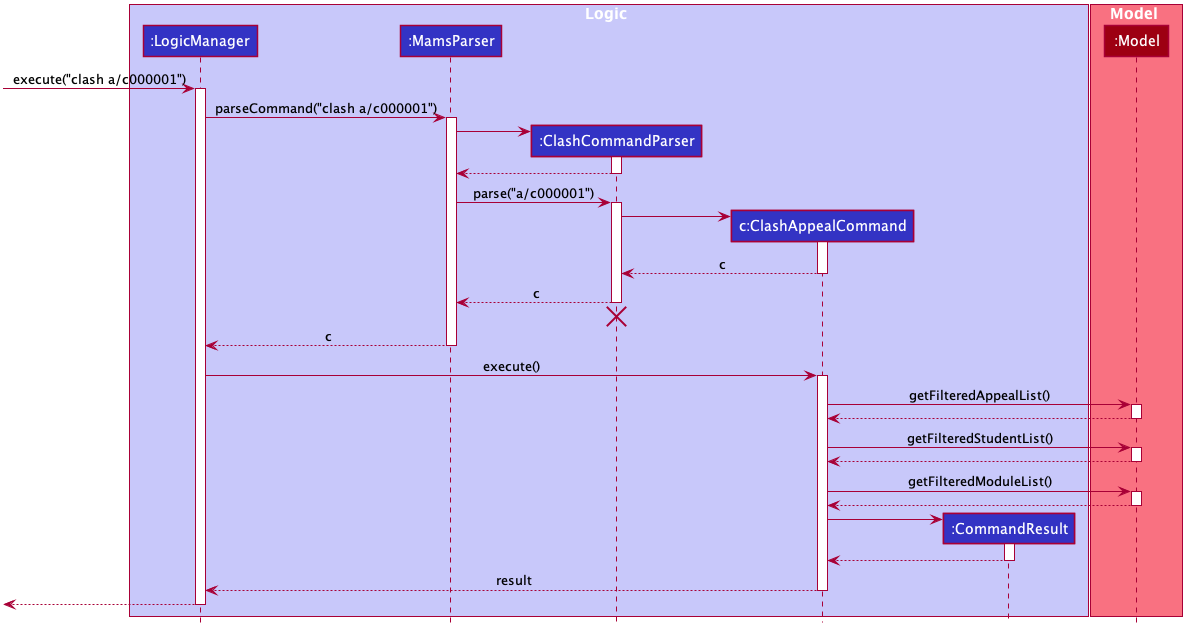 Logic
Model
:LogicManager
:MamsParser
:Model
execute("clash a/c000001")
parseCommand("clash a/c000001")
:ClashCommandParser
parse("a/c000001")
c:ClashAppealCommand
c
c
c
execute()
getFilteredAppealList()
getFilteredStudentList()
getFilteredModuleList()
:CommandResult
result